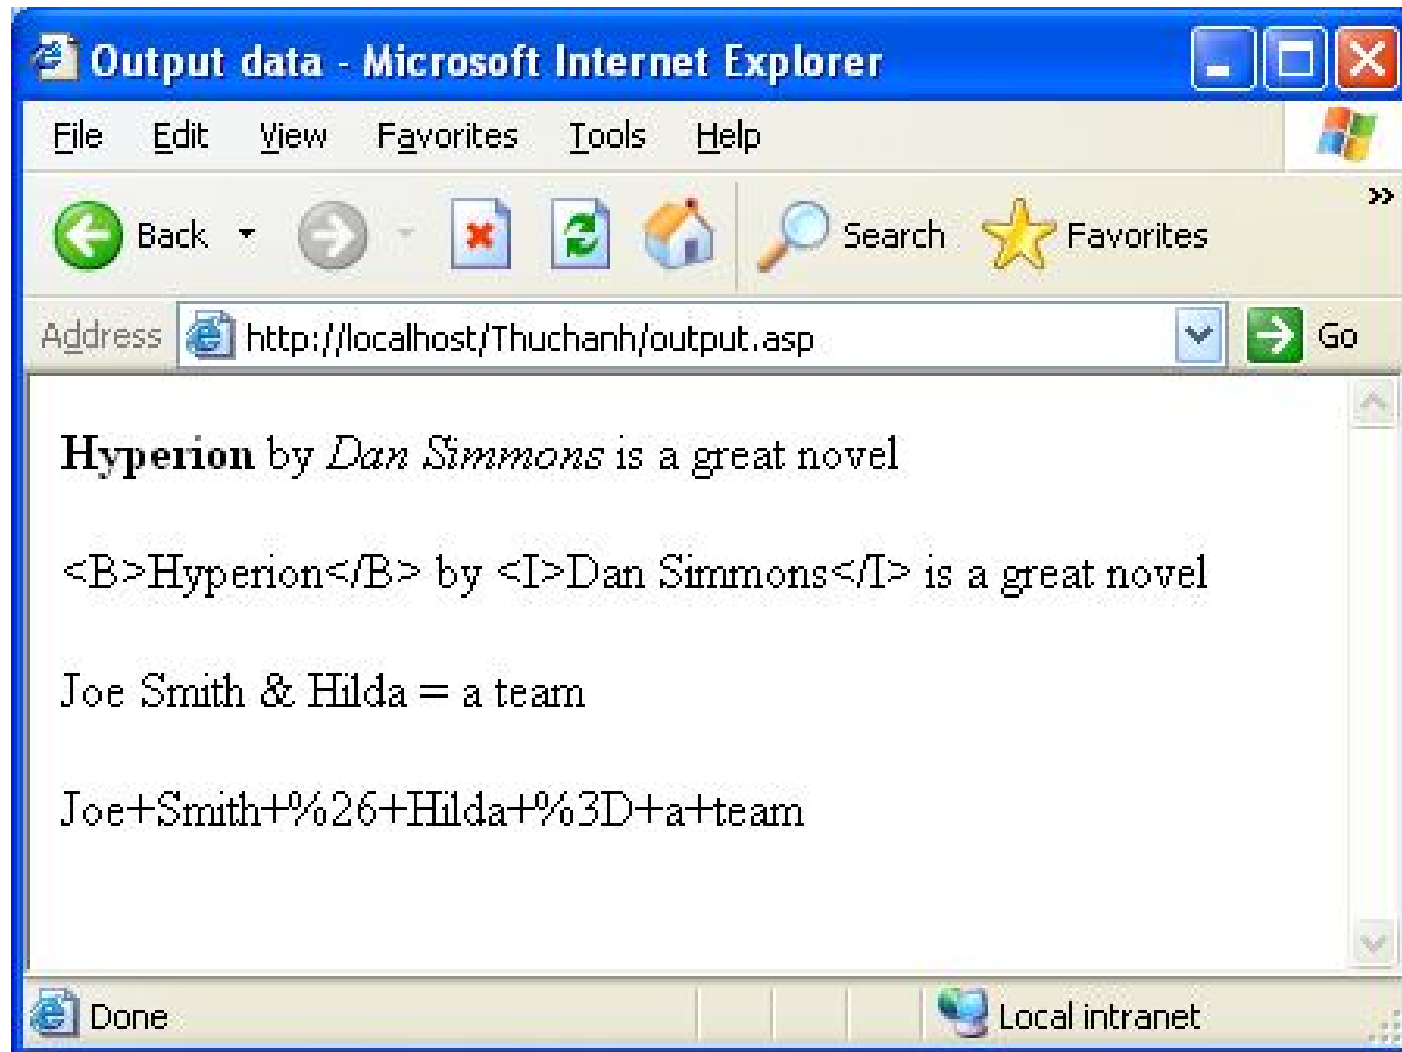 Output data - Microsoft Internet Explorer
File Edit View Favorites Tools Help
Back Search Favorites »
Address http://localhost/Thuchanh/output.asp Go
Hyperion by Dan Simmons is a great novel
<B>Hyperion</B> by <I>Dan Simmons</I> is a great novel
Joe Smith & Hilda = a team
Joe+Smith+%26+Hilda+%3D+a+team
Done Local intranet